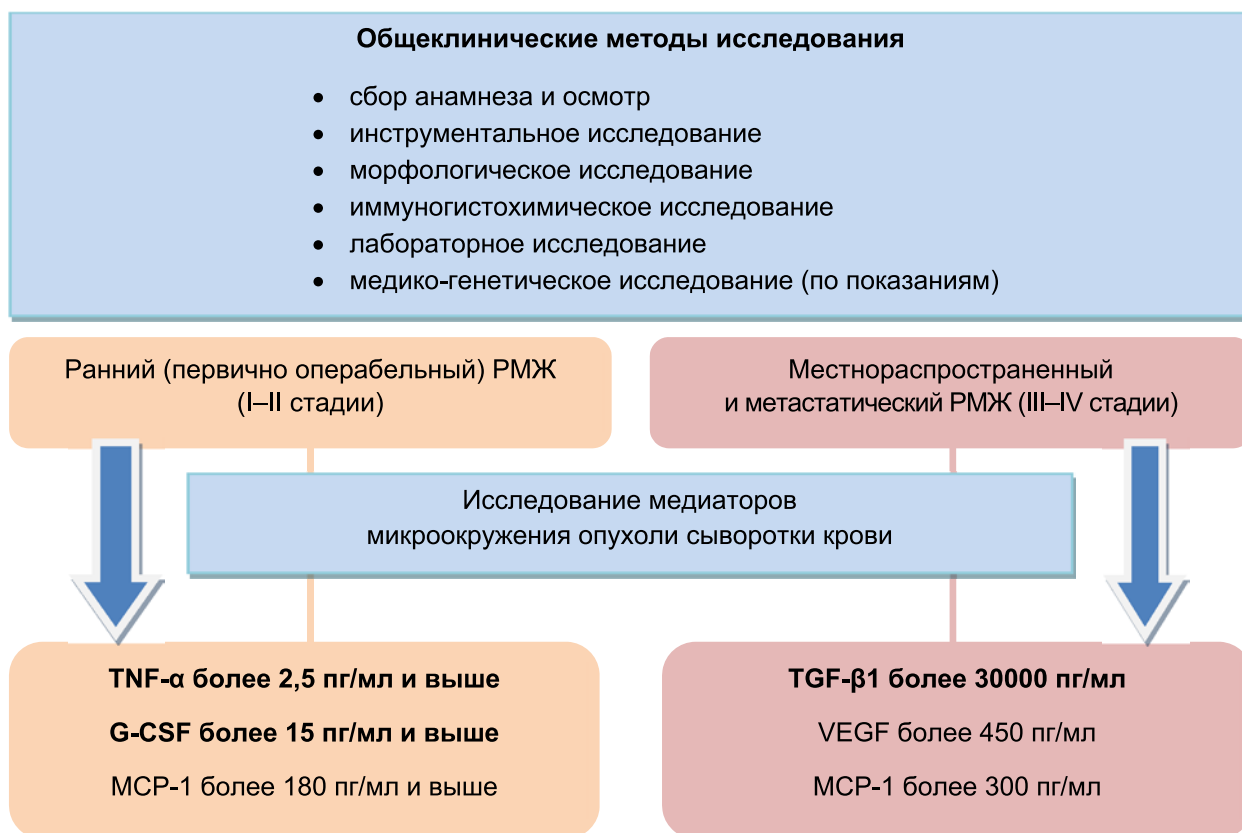 Общеклинические методы исследования
• сбор анамнеза и осмотр
• инструментальное исследование
• морфологическое исследование
• иммуногистохимическое исследование
• лабораторное исследование
• медико-генетическое исследование (по показаниям)
Ранний (первично операбельный) РМЖ
(I–II стадии)
Местнораспространенный
и метастатический РМЖ (III–IV стадии)
Исследование медиаторов
микроокружения опухоли сыворотки крови
TNF-α более 2,5 пг/мл и выше
G-CSF более 15 пг/мл и выше
MCP-1 более 180 пг/мл и выше
TGF-β1 более 30000 пг/мл
VEGF более 450 пг/мл
MCP-1 более 300 пг/мл